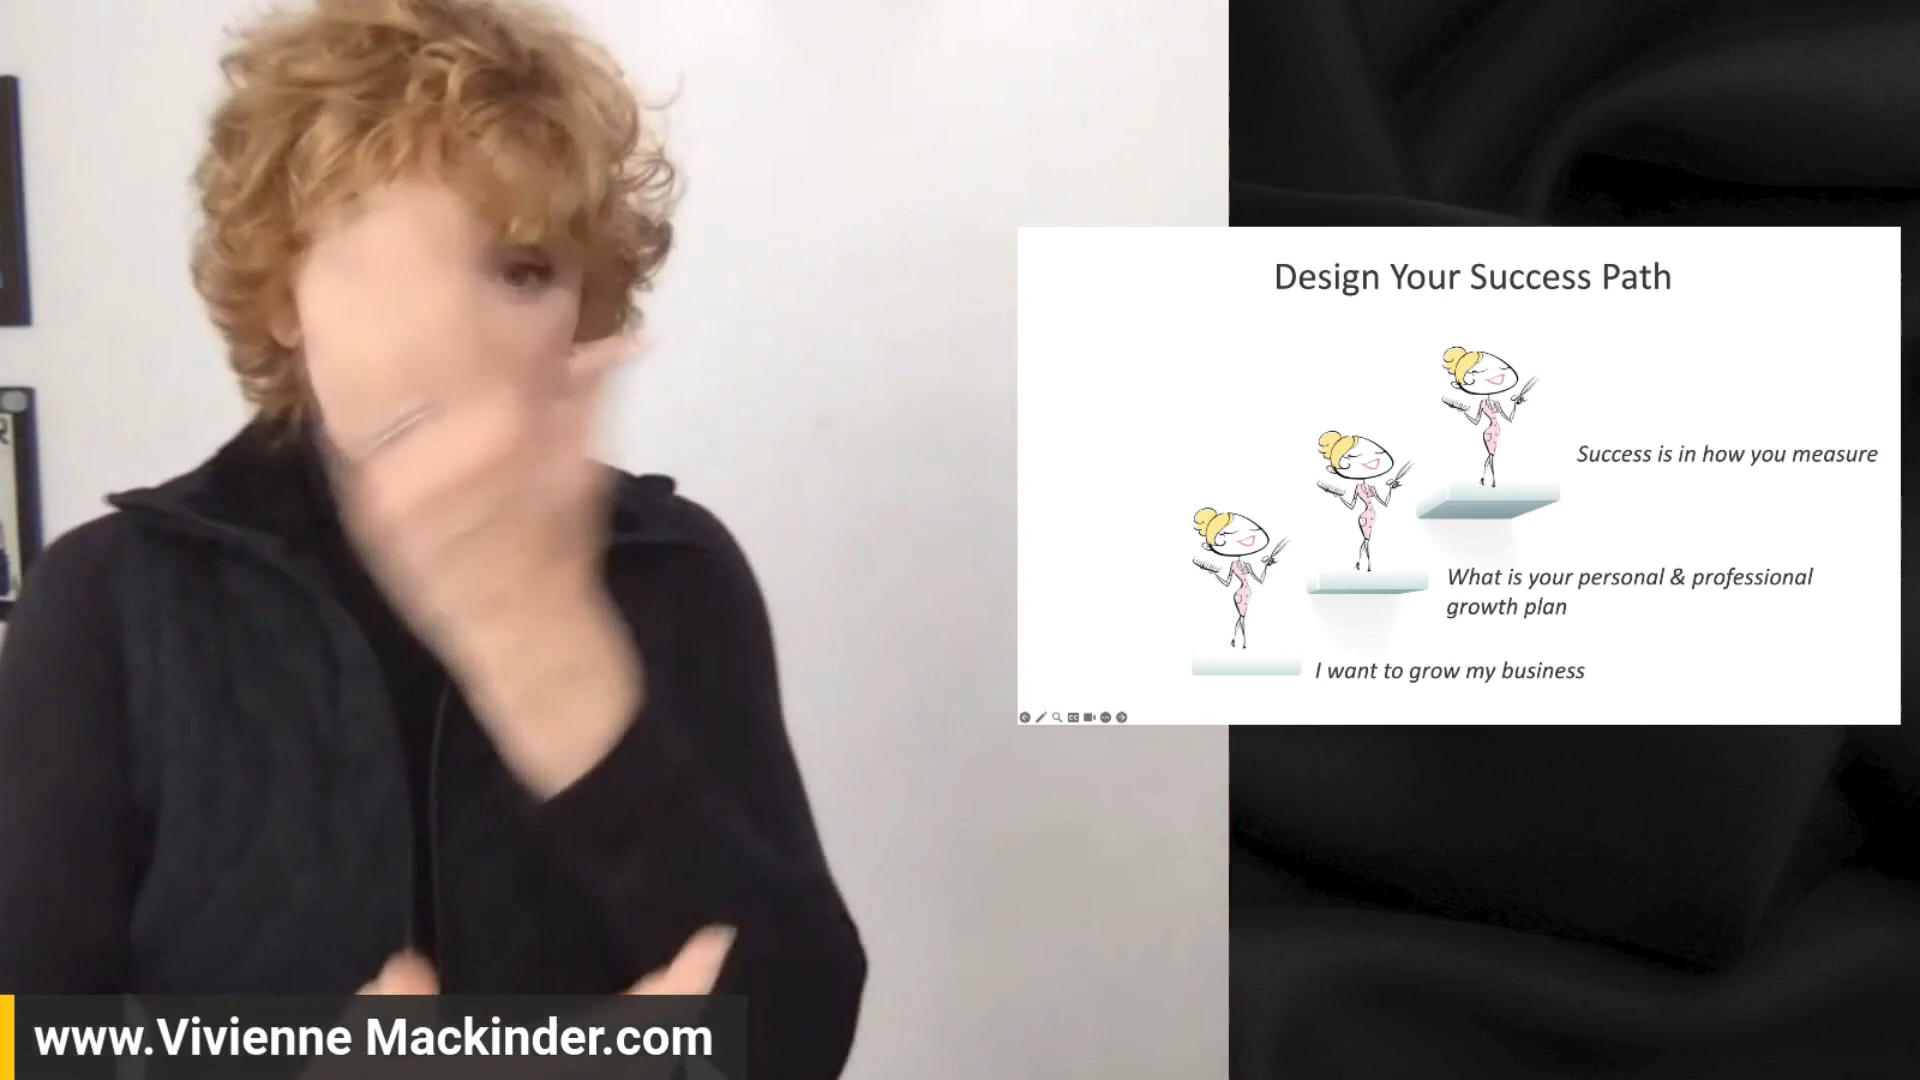 Design Your Success Path
Success is in how you measure
What is your personal & professional
growth plan
I want to grow my business
www.Vivienne Mackinder.com